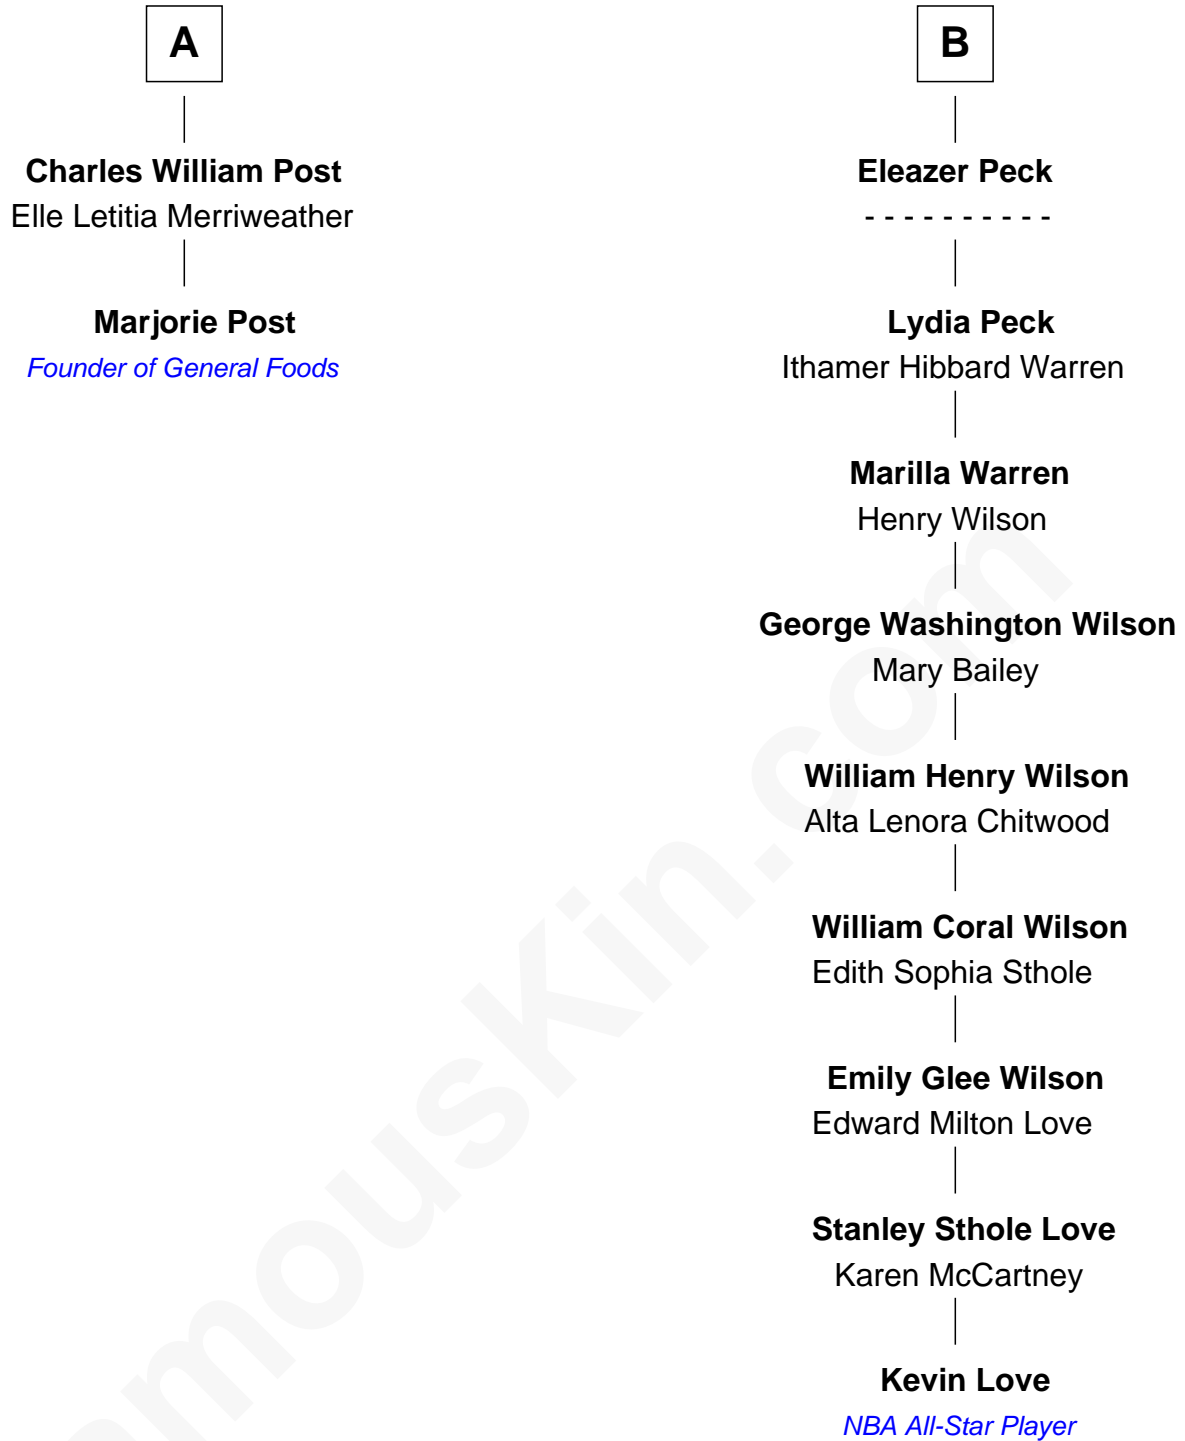 A
Charles William Post
Elle Letitia Merriweather
Marjorie Post
Founder of General Foods
B
Eleazer Peck
- - - - - - - - - -
Lydia Peck
Ithamer Hibbard Warren
Marilla Warren
Henry Wilson
George Washington Wilson
Mary Bailey
William Henry Wilson
Alta Lenora Chitwood
William Coral Wilson
Edith Sophia Sthole
Emily Glee Wilson
Edward Milton Love
Stanley Sthole Love
Karen McCartney
Kevin Love
NBA All-Star Player
amouskin.com